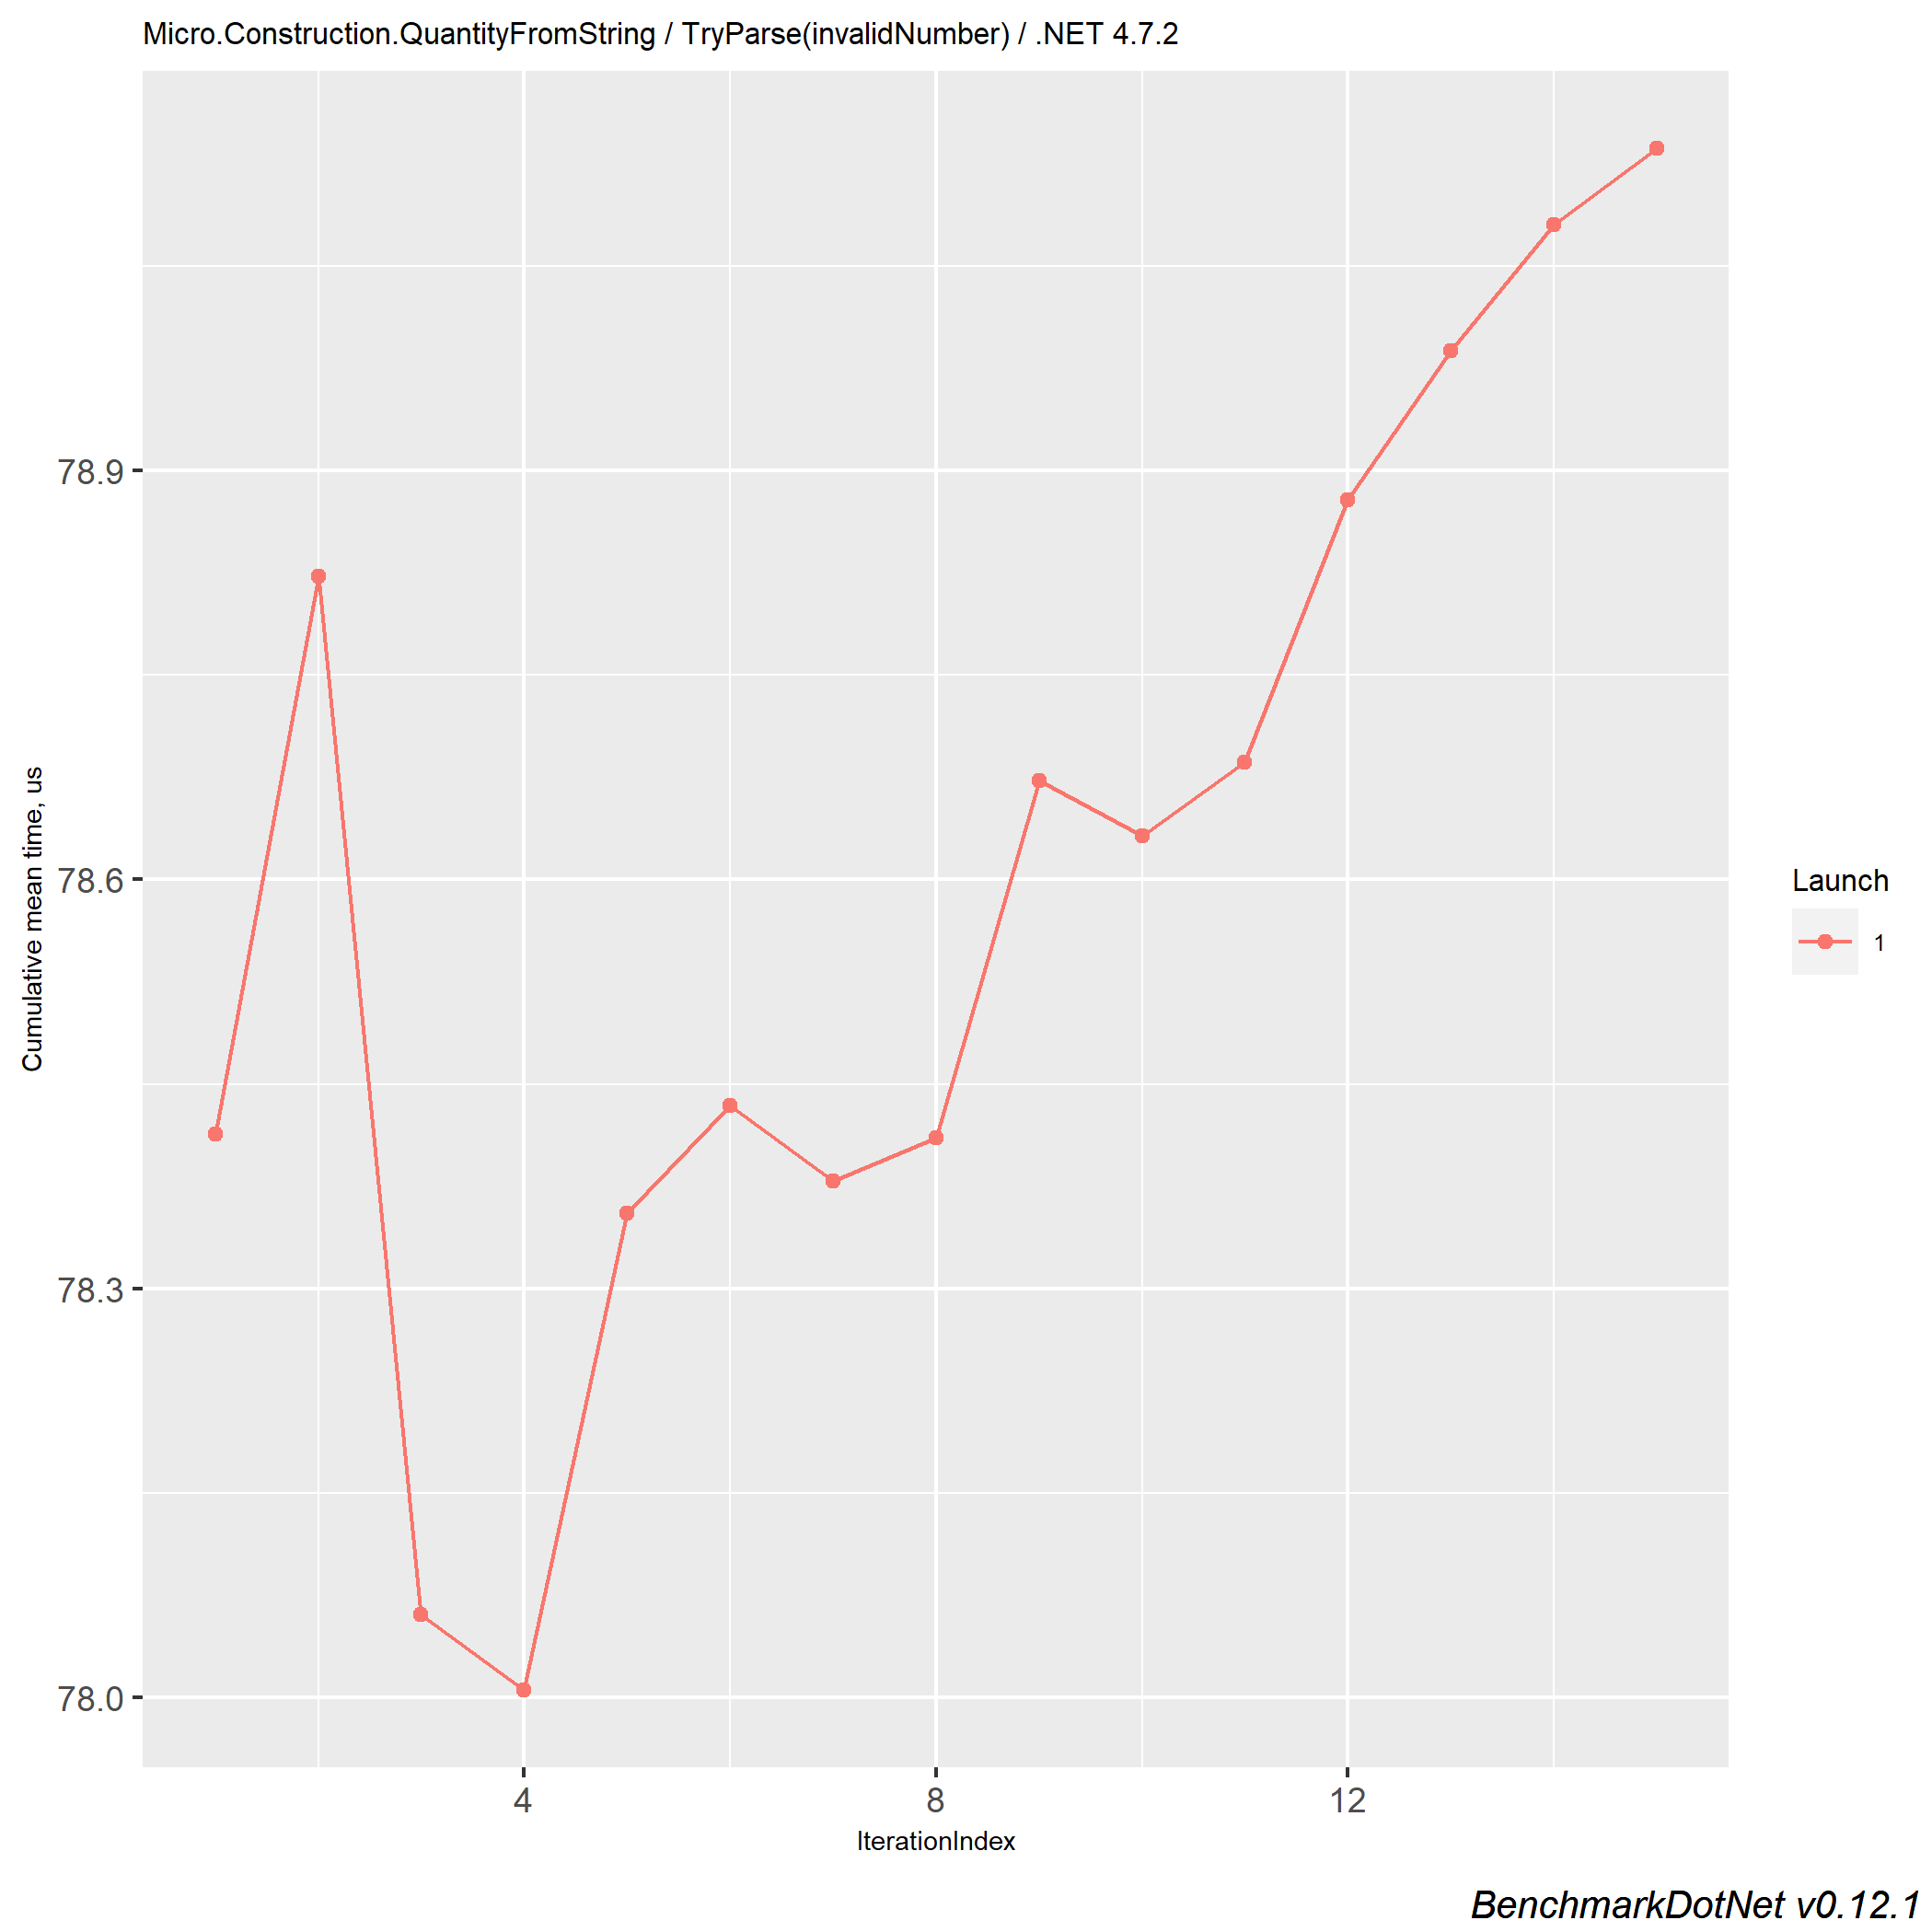 Micro.Construction.QuantityFromString / TryParse(invalidNumber) / .NET 4.7.2
Cumulative mean time, us
78.9
78.6
78.3
78.0
4 8 12
IterationIndex
Launch
1
BenchmarkDotNet v0.12.1